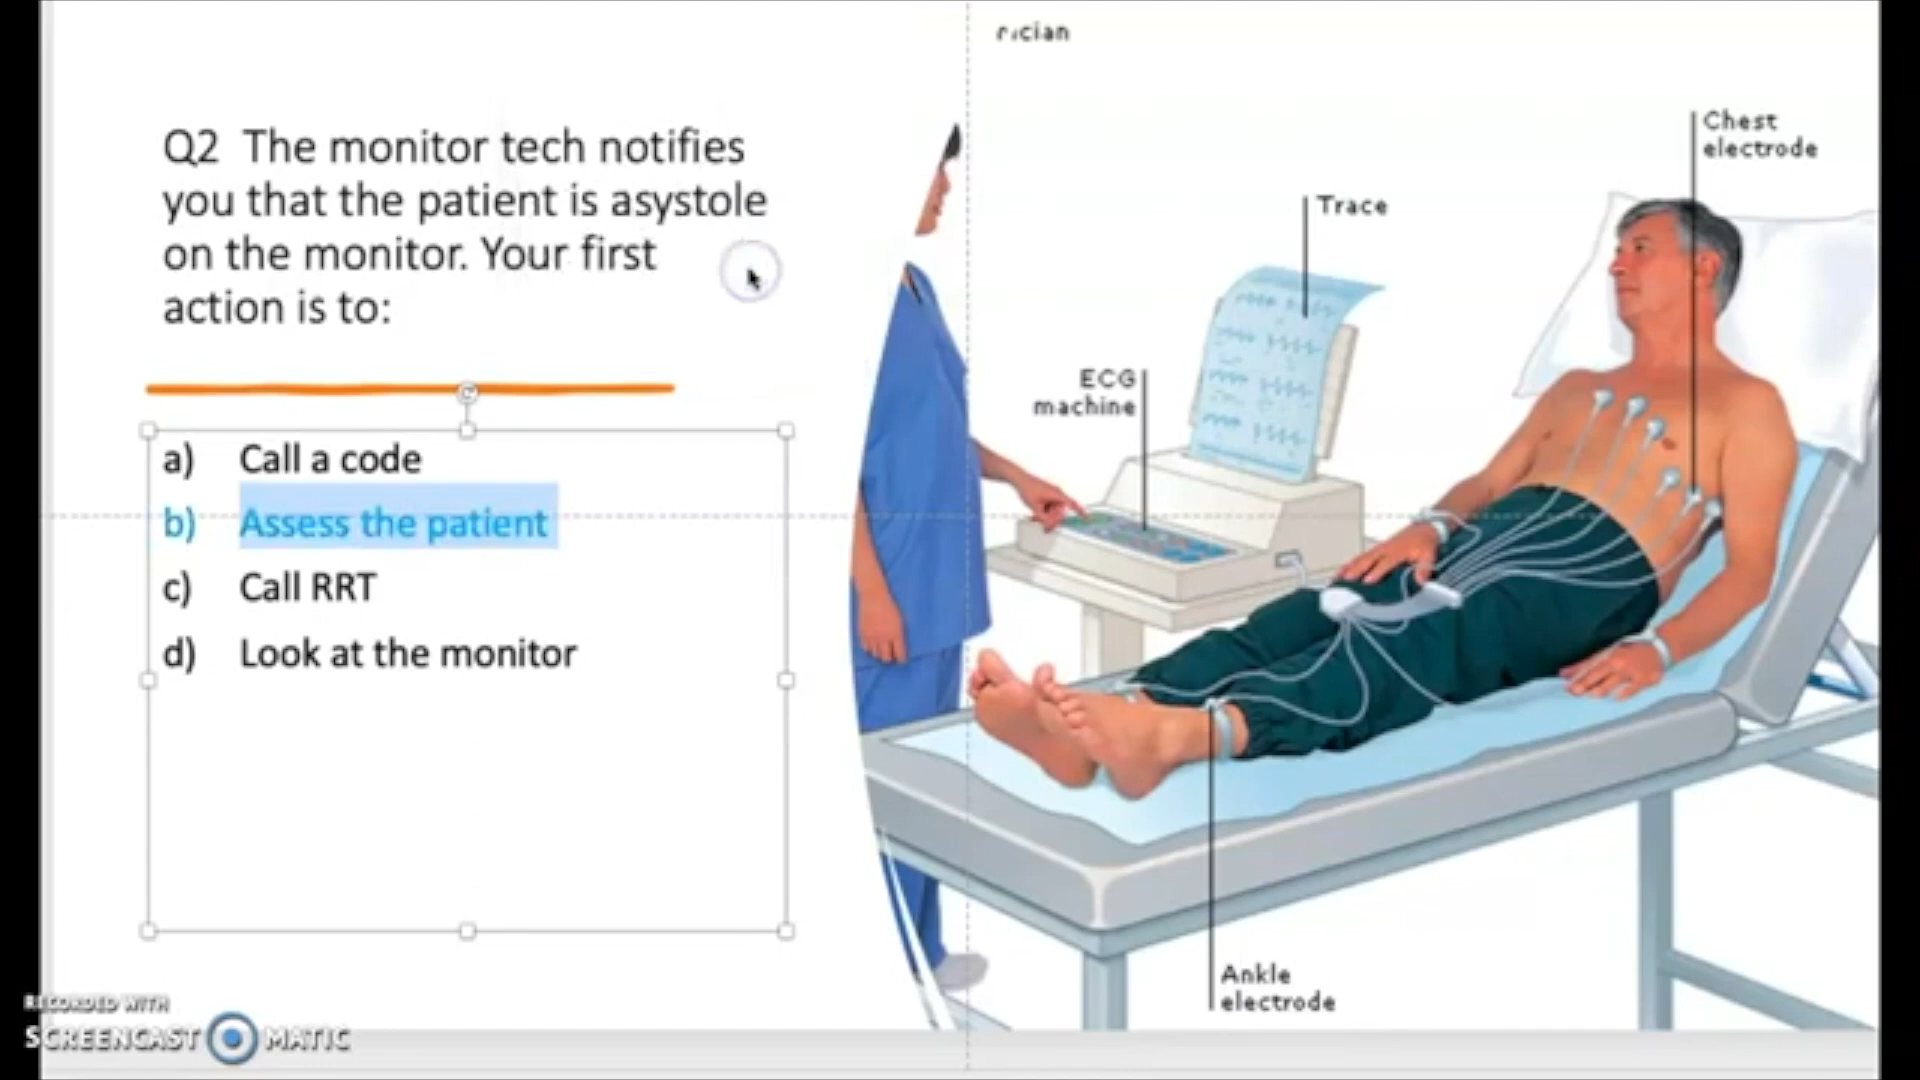 Q2 The monitor tech notifies
you that the patient is asystole
on the monitor. Your first
action is to:
a) Call a code
b) Assess the patient
c) Call RRT
d) Look at the monitor
Chest
electrode
Trace
ECG
machine
Ankle
electrode
RECORDED WITH
SCREENCAST MATIC